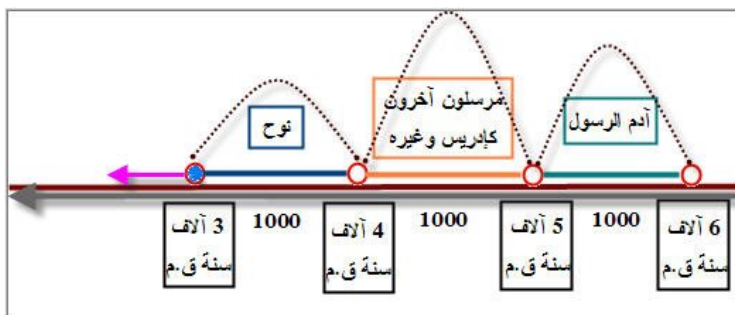 آدم الرسول
مرسلون آخرون
كإدريس وغيره
نوح
6 آلاف
سنة ق.م
1000
5 آلاف
سنة ق.م
1000
4 آلاف
سنة ق.م
1000
3 آلاف
سنة ق.م